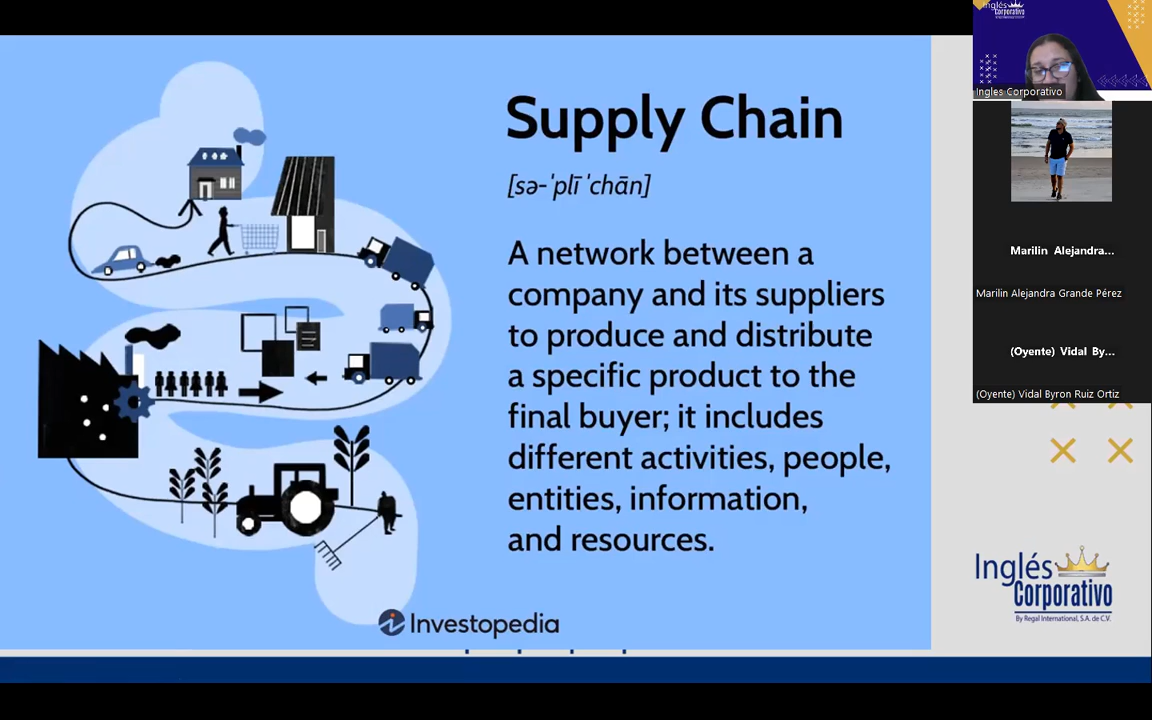 Supply Chain
[sə-ˈplī ˈchān]
A network between a
company and its suppliers
to produce and distribute
a specific product to the
final buyer; it includes
different activities, people,
entities, information,
and resources.
Investopedia
Inglés
Corporativo
Ingles Corporativo
Marilin Alejandra...
Marilin Alejandra Grande Pérez
(Oyente) Vidal By...
(Oyente) Vidal Byron Ruiz Ortiz
Inglés
Corporativo
By Regal International, S.A. de C.V.